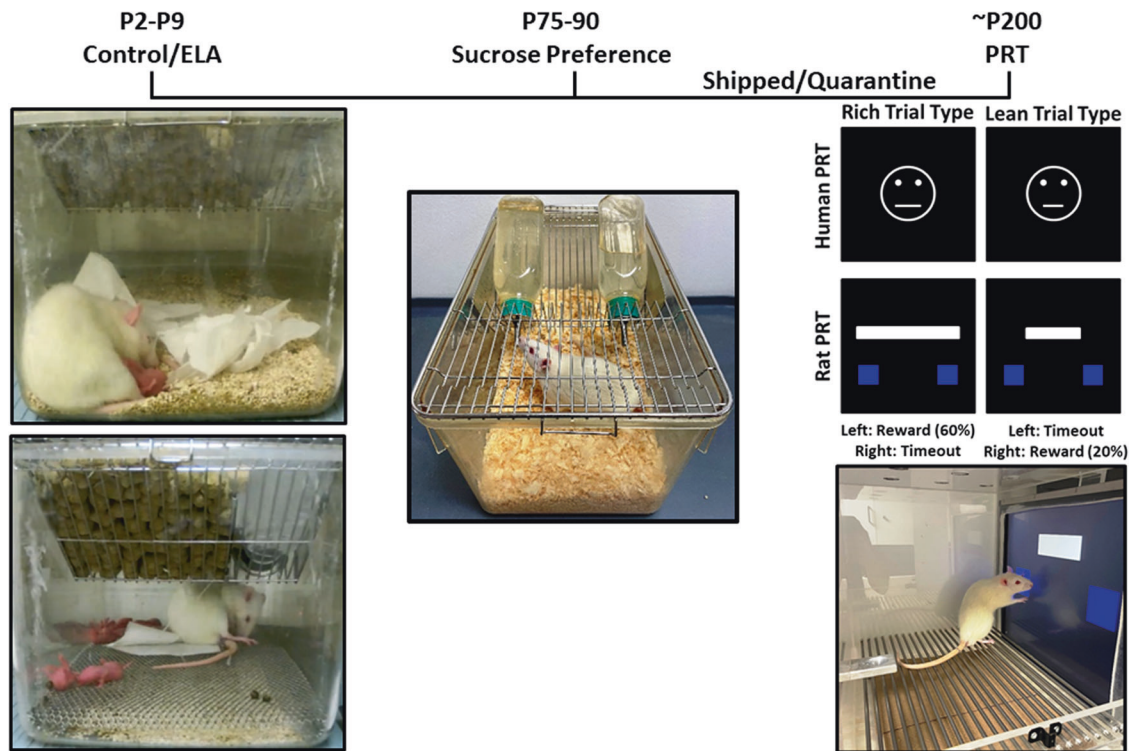 P2-P9
Control/ELA
P75-90
Sucrose Preference
Shipped/Quarantine
~P200
PRT
Rich Trial Type
Lean Trial Type
Human PRT
Rat PRT
Left: Reward (60%)
Right: Timeout
Left: Timeout
Right: Reward (20%)